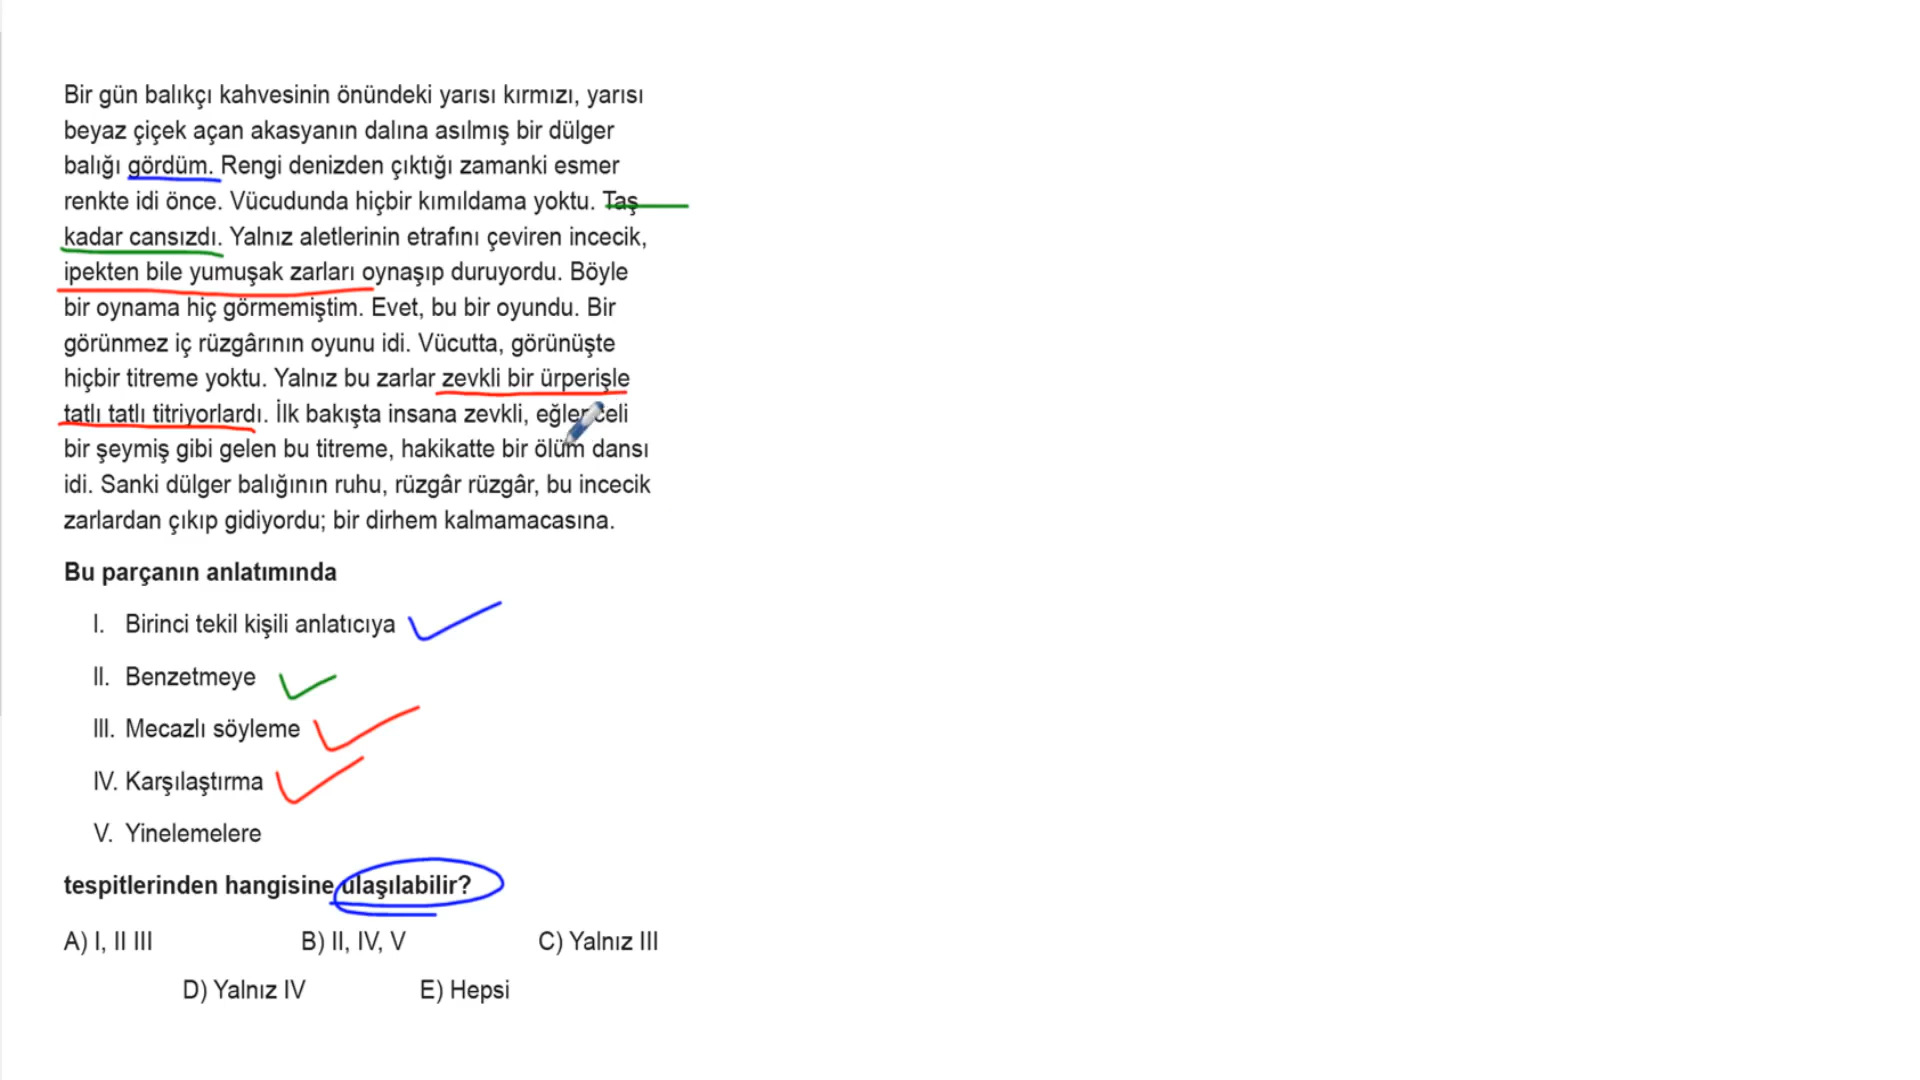 Bir gün balıkçı kahvesinin önündeki yarısı kırmızı, yarısı
beyaz çiçek açan akasyanın dalına asılmış bir dülger
balığı gördüm. Rengi denizden çıktığı zamanki esmer
renkte idi önce. Vücudunda hiçbir kımıldama yoktu. Taş
kadar cansızdı. Yalnız aletlerinin etrafını çeviren incecik,
ipekten bile yumuşak zarları oynaşıp duruyordu. Böyle
bir oynama hiç görmemiştim. Evet, bu bir oyundu. Bir
görünmez iç rüzgârının oyunu idi. Vücutta, görünüşte
hiçbir titreme yoktu. Yalnız bu zarlar zevkli bir ürperişle
tatlı tatlı titriyorlardı. İlk bakışta insana zevkli, eğlenceli
bir şeymiş gibi gelen bu titreme, hakikatte bir ölüm dansı
idi. Sanki dülger balığının ruhu, rüzgâr rüzgâr, bu incecik
zarlardan çıkıp gidiyordu; bir dirhem kalmamacasına.
Bu parçanın anlatımında
I. Birinci tekil kişili anlatıcıya
II. Benzetmeye
III. Mecazlı söyleme
IV. Karşılaştırma
V. Yinelemelere
tespitlerinden hangisine ulaşılabilir?
A) I, II III B) II, IV, V C) Yalnız III
D) Yalnız IV E) Hepsi